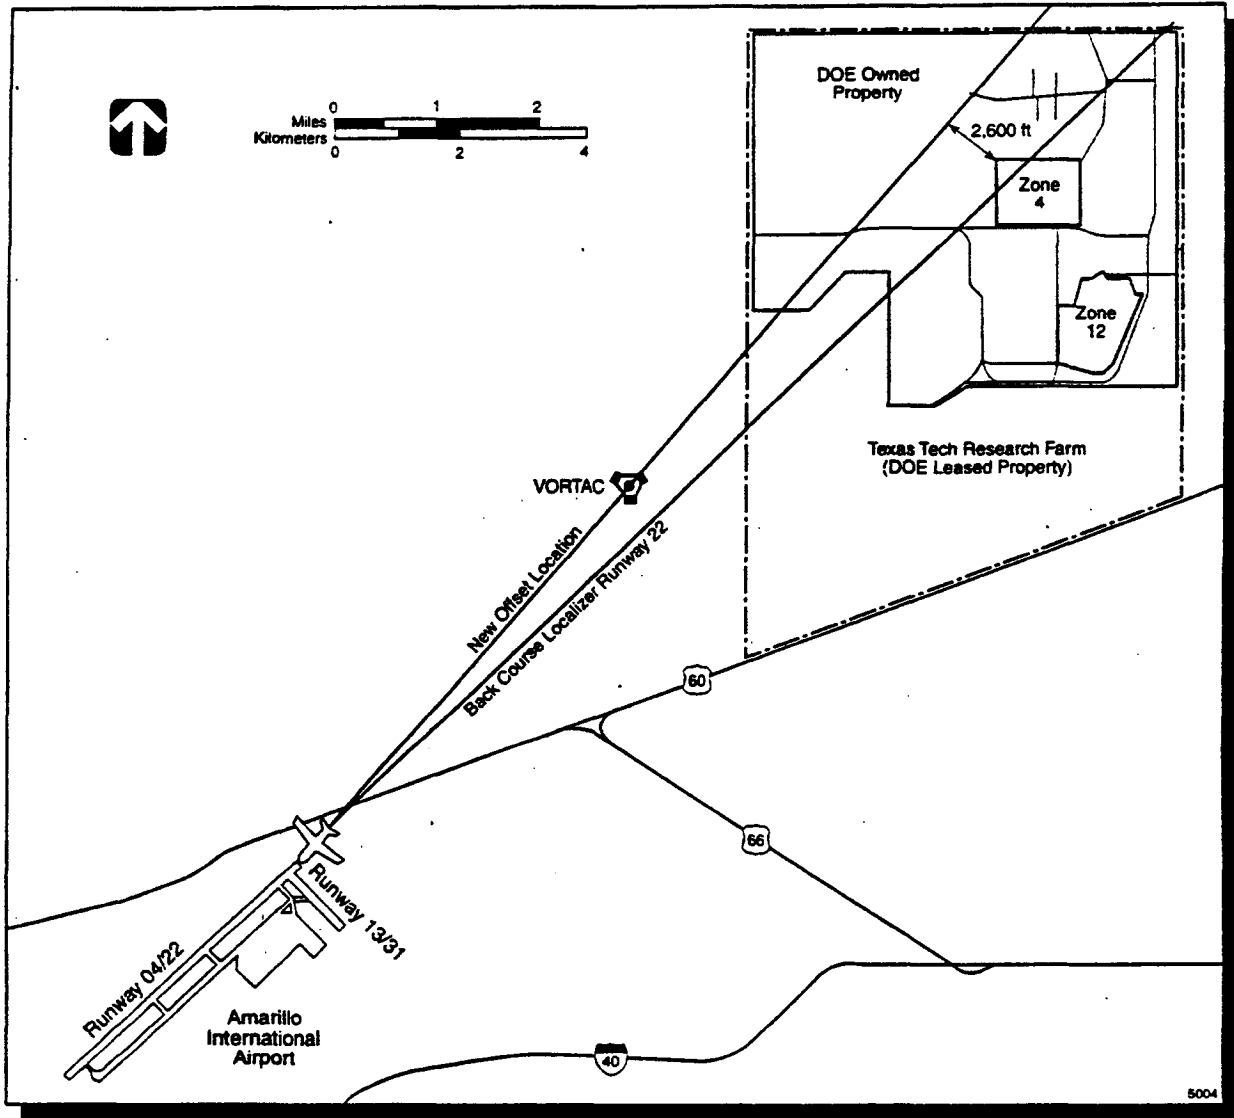 DOE Owned
Property
0 1 2
Miles
Kilometers
0 2 4
2,600 ft
Zone
4
Zone
12
Texas Tech Research Farm
(DOE Leased Property)
VORTAC
New Offset Location
Back Course Localizer Runway 22
60
66
Runway 13/31
Runway 04/22
Amarillo
International
Airport
40
5004